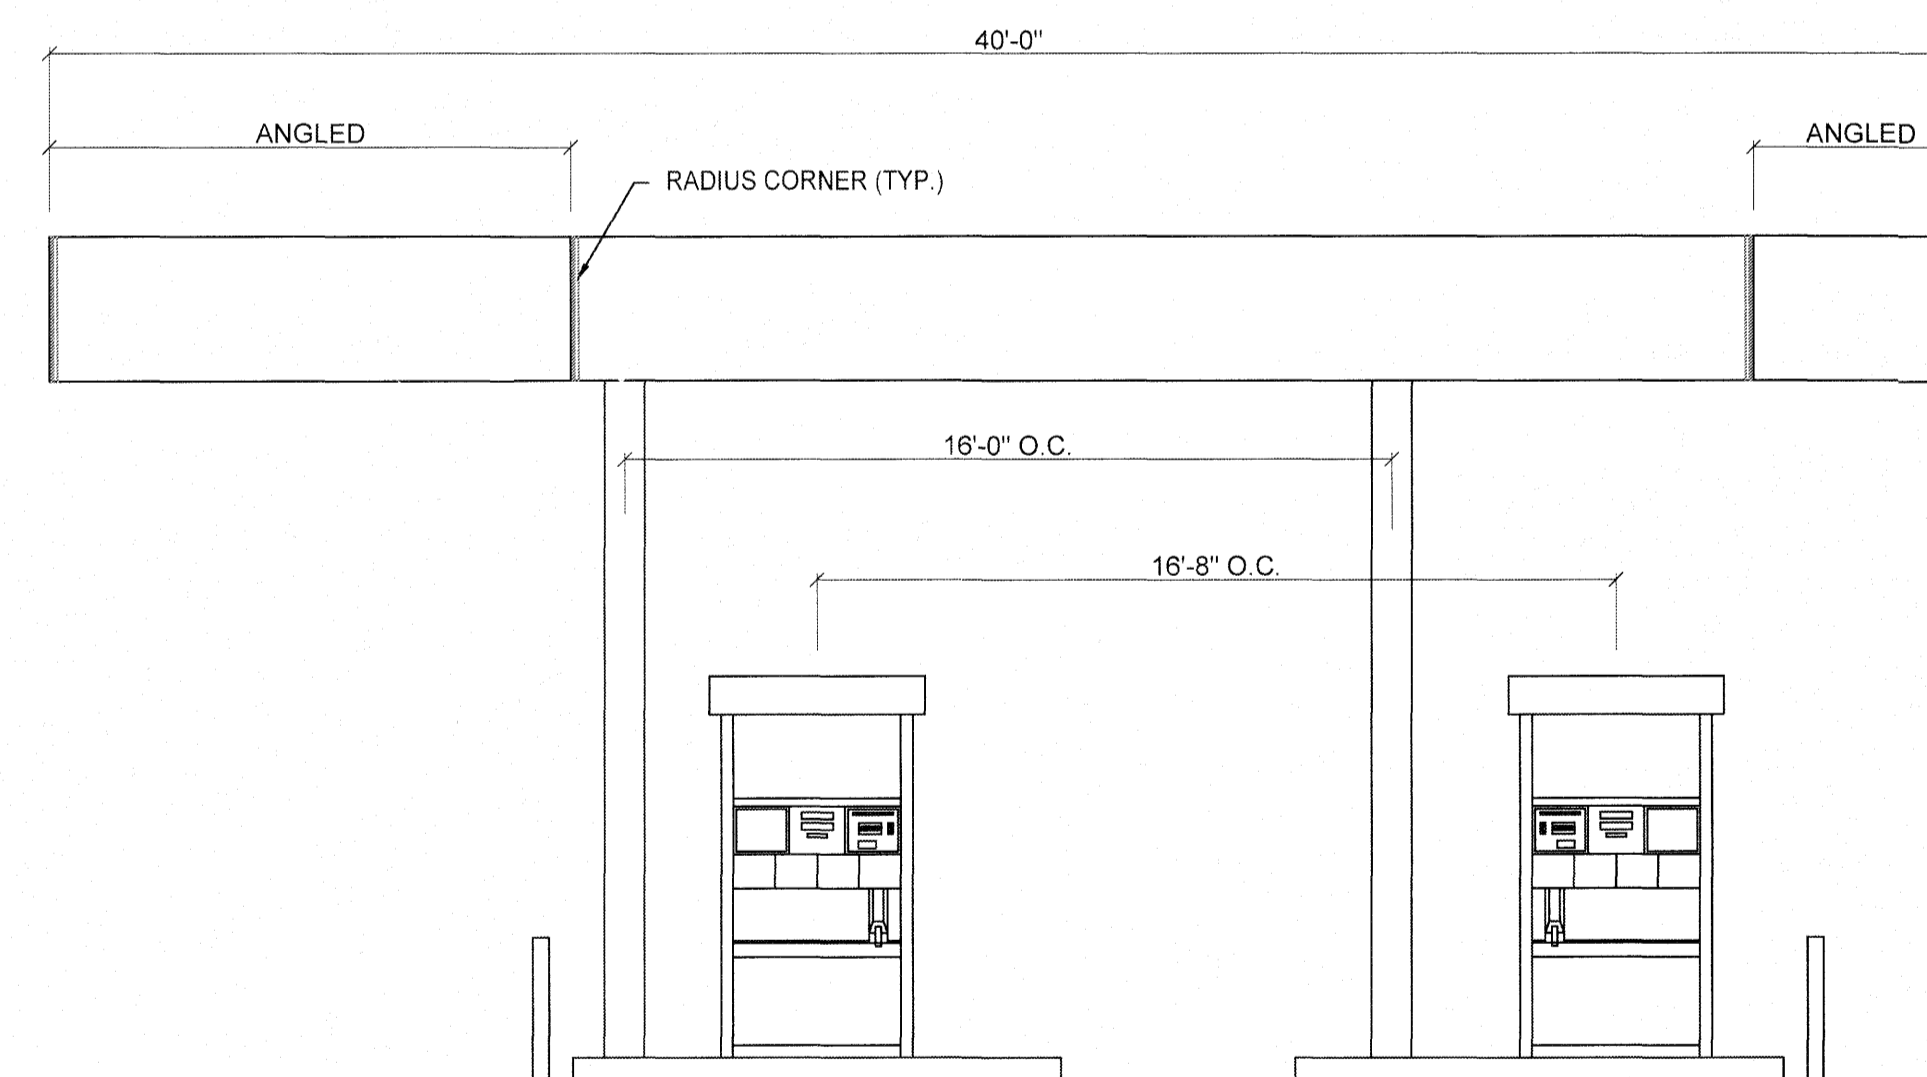 40'-0"
ANGLED
ANGLED
RADIUS CORNER (TYP.)
16'-0" O.C.
16'-8" O.C.